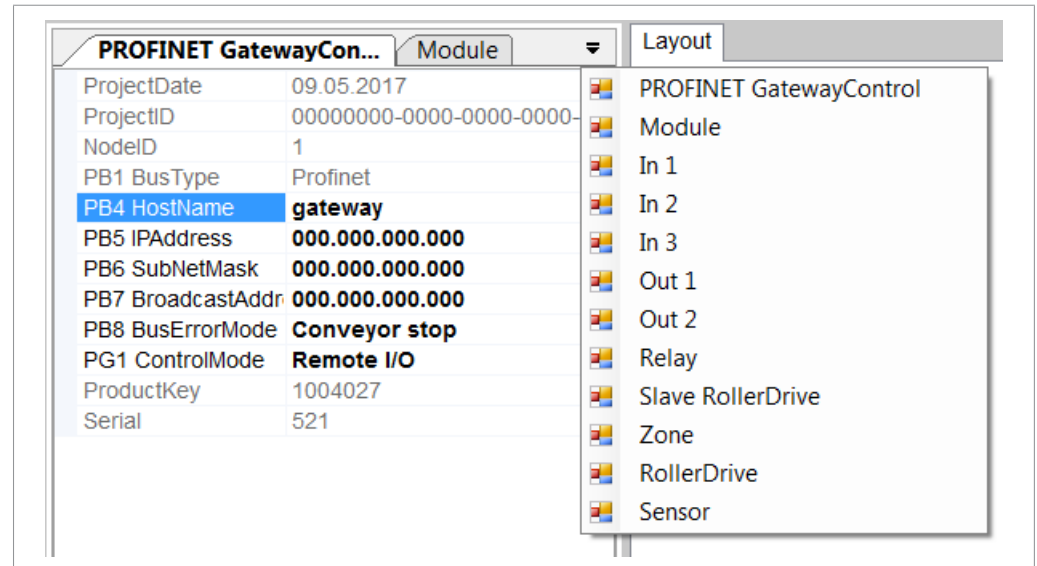 PROFINET GatewayCon... Module Layout
ProjectDate 09.05.2017
ProjectID 00000000-0000-0000-0000-
NodeID 1
PB1 BusType Profinet
PB4 HostName gateway
PB5 IPAddress 000.000.000.000
PB6 SubNetMask 000.000.000.000
PB7 BroadcastAddr 000.000.000.000
PB8 BusErrorMode Conveyor stop
PG1 ControlMode Remote I/O
ProductKey 1004027
Serial 521
PROFINET GatewayControl
Module
In 1
In 2
In 3
Out 1
Out 2
Relay
Slave RollerDrive
Zone
RollerDrive
Sensor